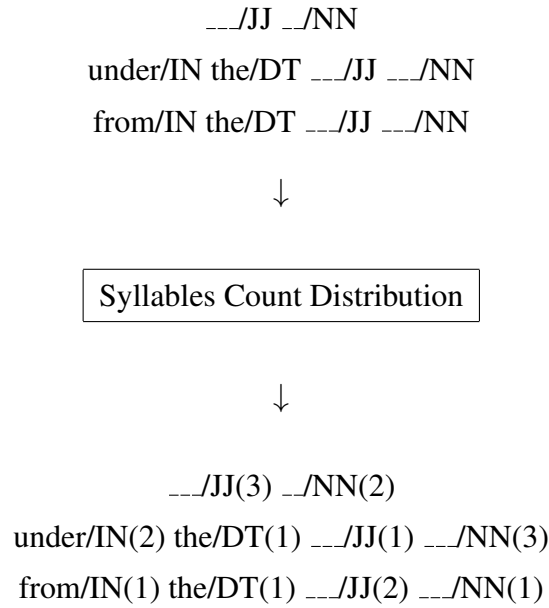 ___/JJ __/NN
under/IN the/DT ___/JJ ___/NN
from/IN the/DT ___/JJ ___/NN
↓
Syllables Count Distribution
↓
___/JJ(3) __/NN(2)
under/IN(2) the/DT(1) ___/JJ(1) ___/NN(3)
from/IN(1) the/DT(1) ___/JJ(2) ___/NN(1)